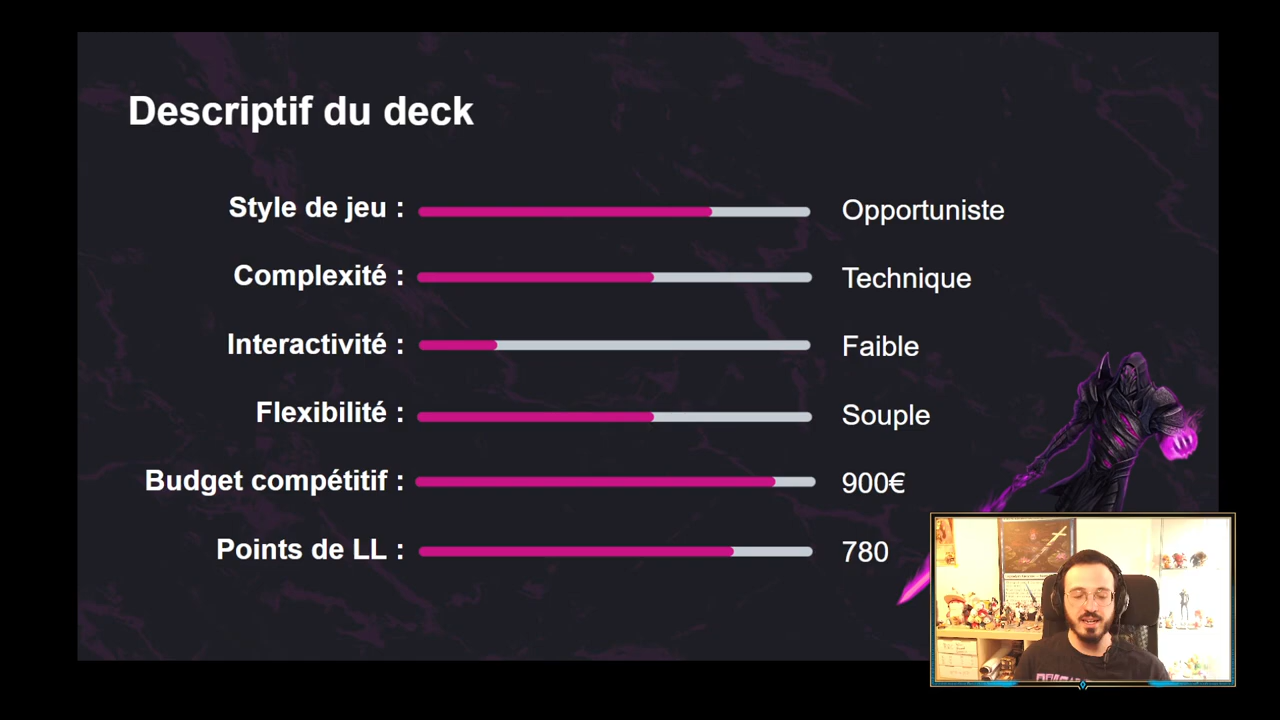 Descriptif du deck
Style de jeu : Opportuniste
Complexité : Technique
Interactivité : Faible
Flexibilité : Souple
Budget compétitif : 900€
Points de LL : 780